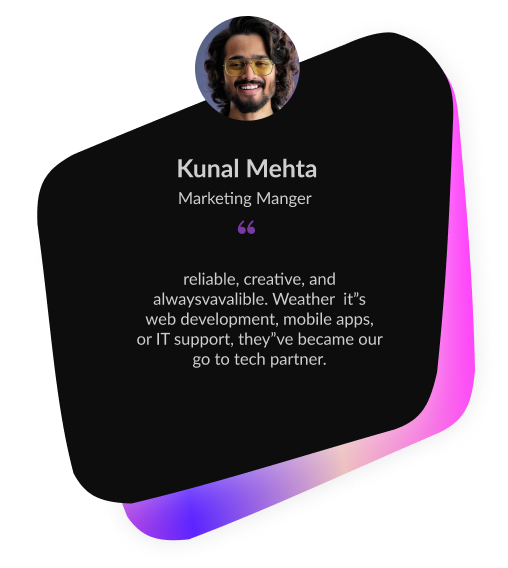 Kunal Mehta
Marketing Manger
“
reliable, creative, and
alwaysvavalible. Weather  it”s
web development, mobile apps,
or IT support, they”ve became our
go to tech partner.